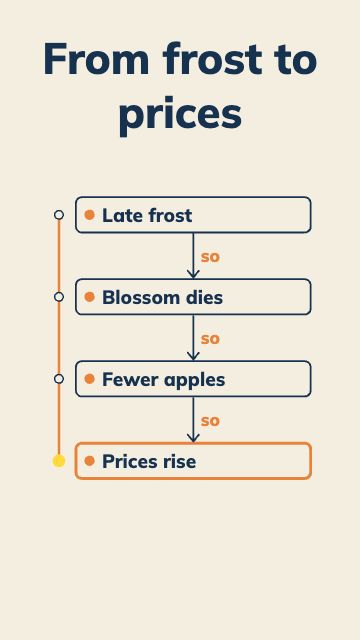 From frost to
prices
Late frost
so
Blossom dies
so
Fewer apples
so
Prices rise